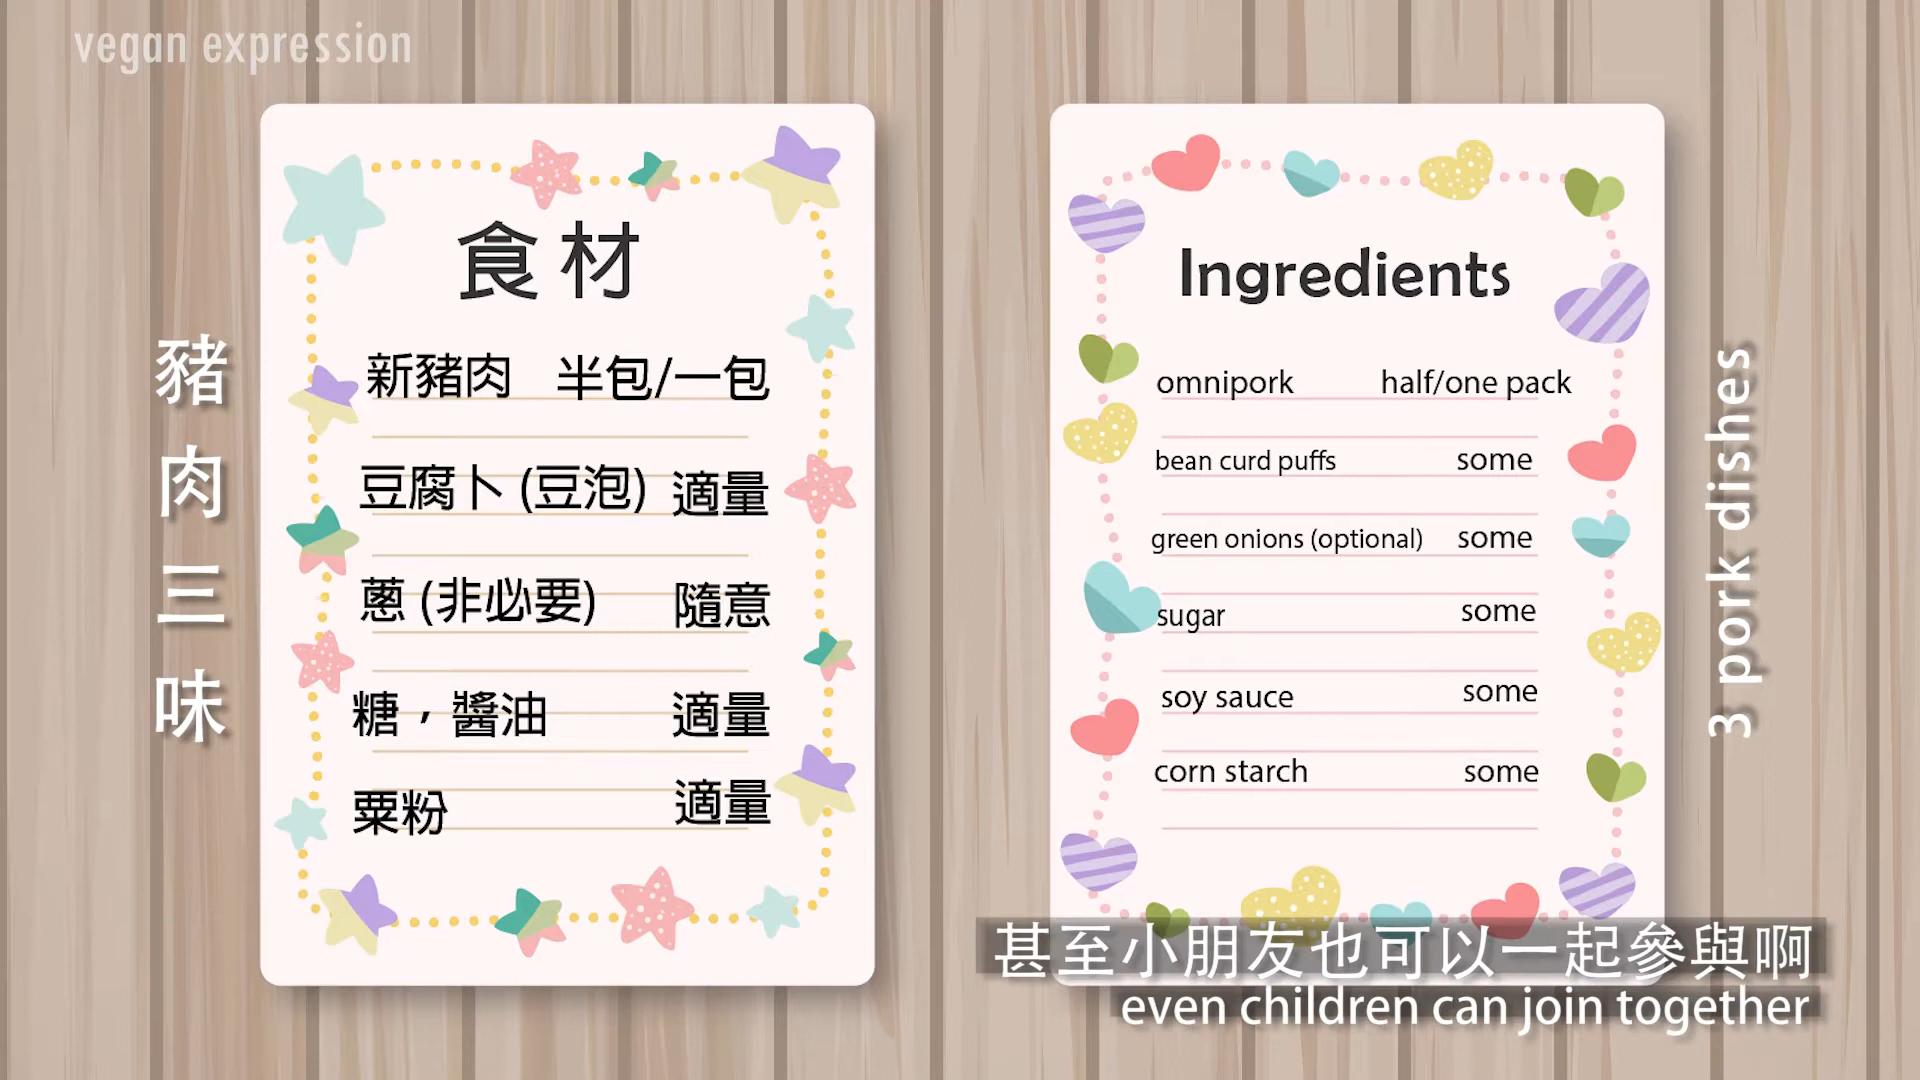 vegan expression
豬肉三味
食材
新豬肉 半包/一包
豆腐卜 (豆泡) 適量
蔥 (非必要) 隨意
糖，醬油 適量
粟粉 適量
Ingredients
omnipork half/one pack
bean curd puffs some
green onions (optional) some
sugar some
soy sauce some
corn starch some
3 pork dishes
甚至小朋友也可以一起參與啊
even children can join together